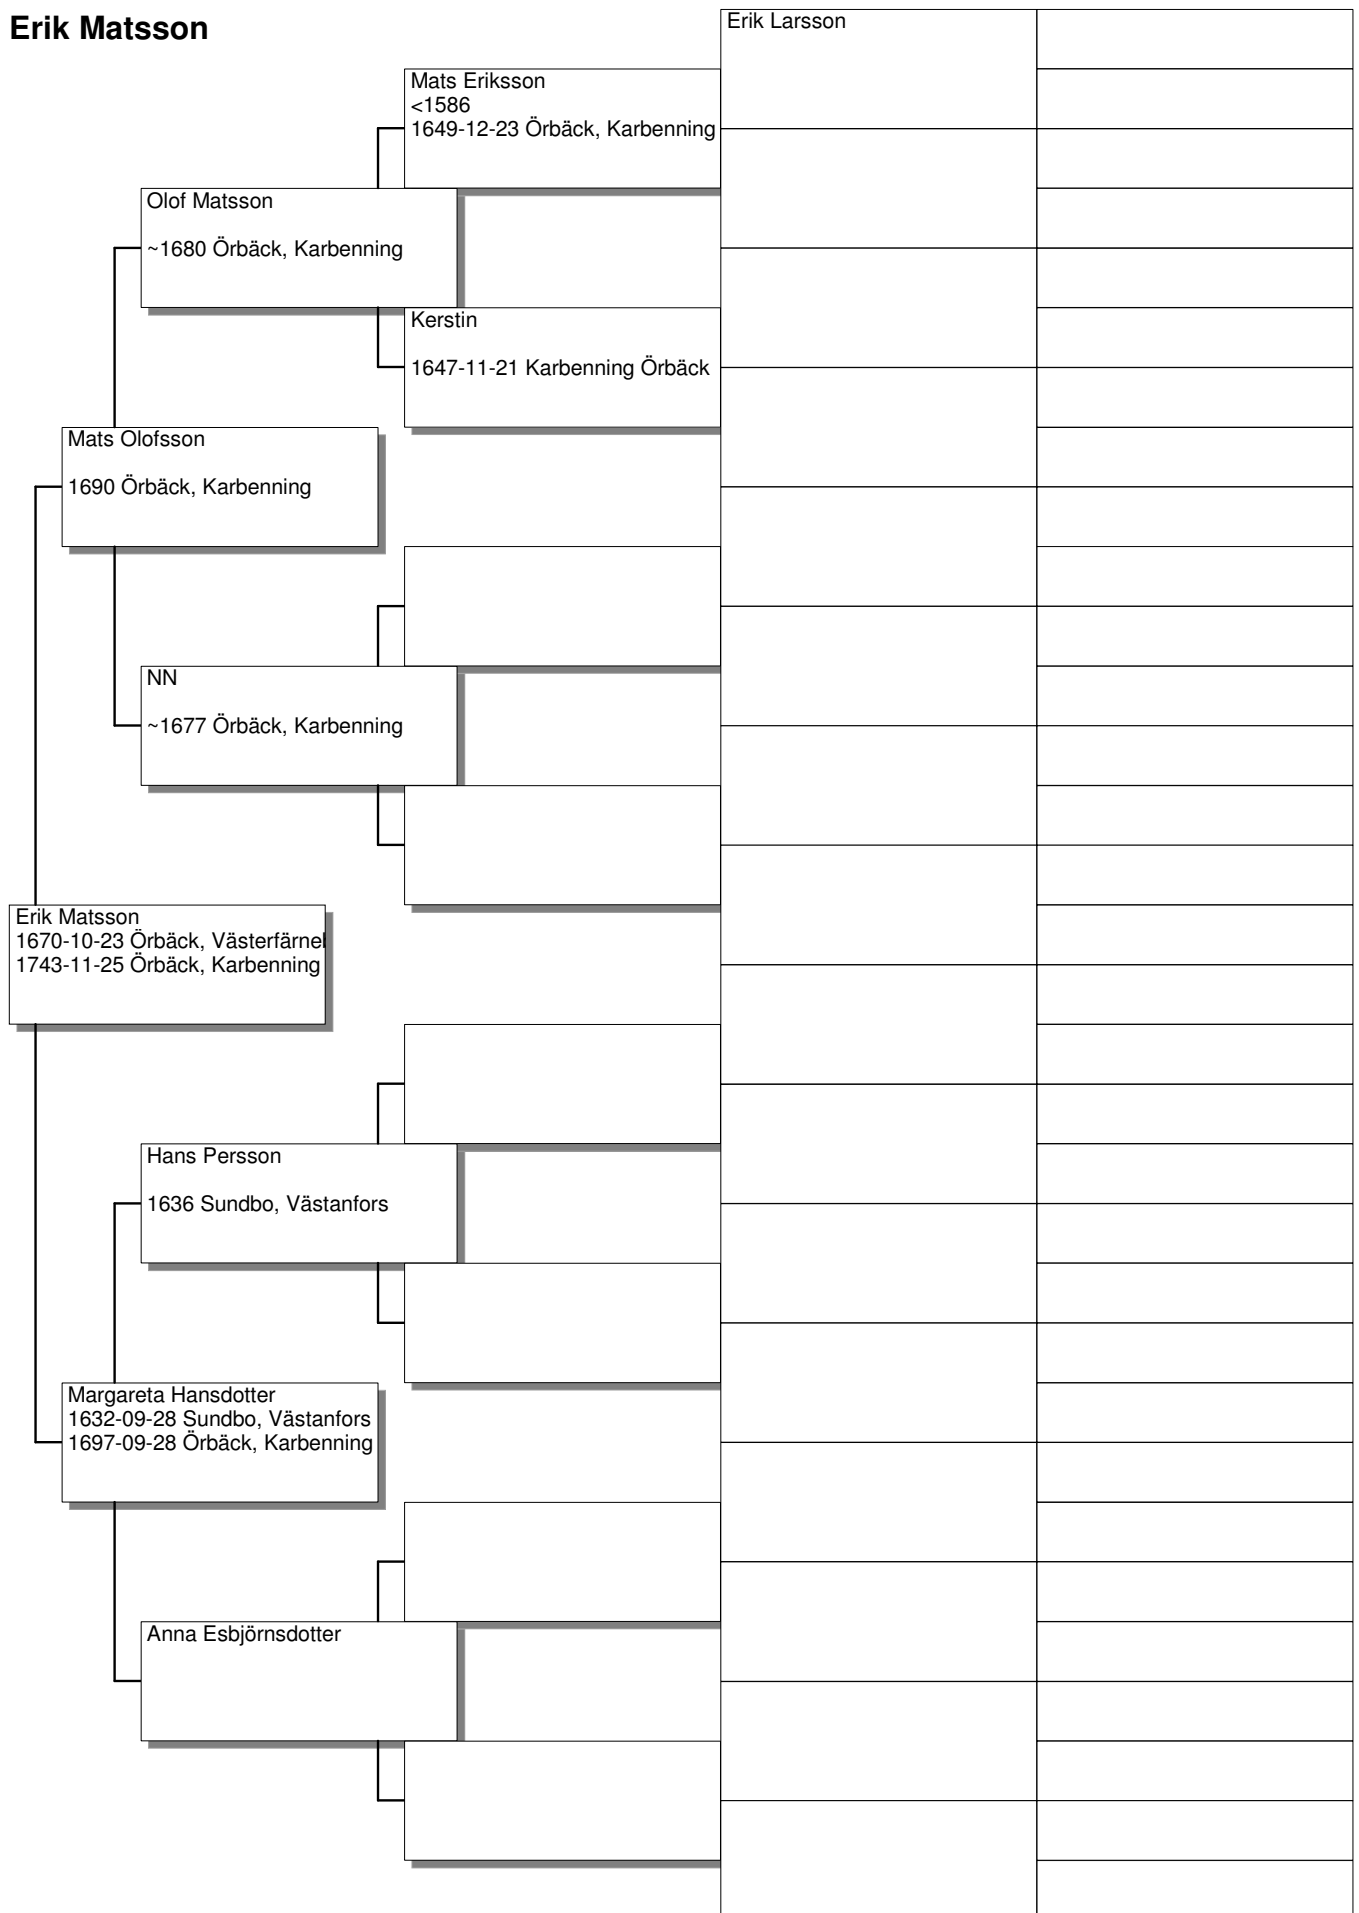 Erik Matsson
Erik Larsson
Mats Eriksson
<1586
1649-12-23 Örbäck, Karbenning
Olof Matsson
~1680 Örbäck, Karbenning
Kerstin
1647-11-21 Karbenning Örbäck
Mats Olofsson
1690 Örbäck, Karbenning
NN
~1677 Örbäck, Karbenning
Erik Matsson
1670-10-23 Örbäck, Västerfärnel
1743-11-25 Örbäck, Karbenning
Hans Persson
1636 Sundbo, Västanfors
Margareta Hansdotter
1632-09-28 Sundbo, Västanfors
1697-09-28 Örbäck, Karbenning
Anna Esbjörnsdotter